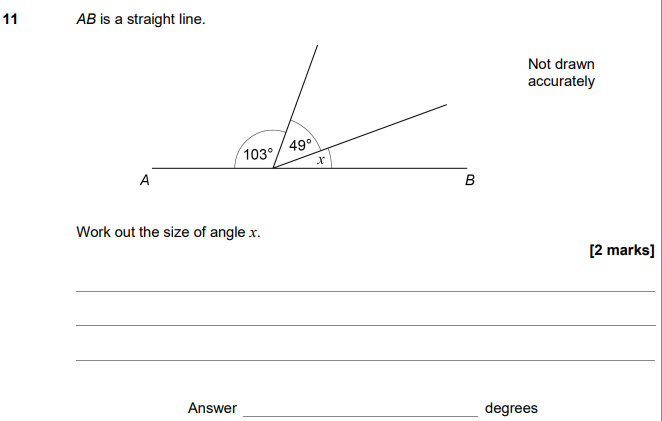 11 AB is a straight line.
Not drawn
accurately
103° 49° x
A B
Work out the size of angle x.
[2 marks]
Answer degrees